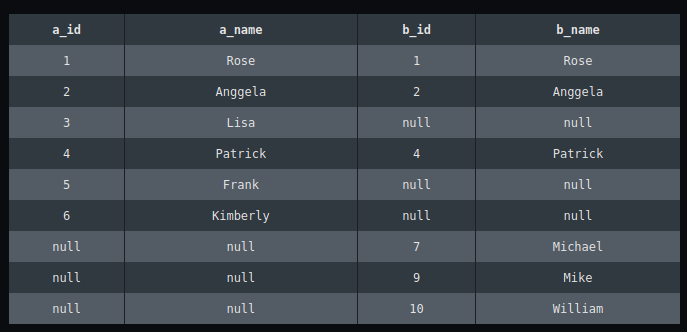 a_id a_name b_id b_name
1 Rose 1 Rose
2 Anggela 2 Anggela
3 Lisa null null
4 Patrick 4 Patrick
5 Frank null null
6 Kimberly null null
null null 7 Michael
null null 9 Mike
null null 10 William